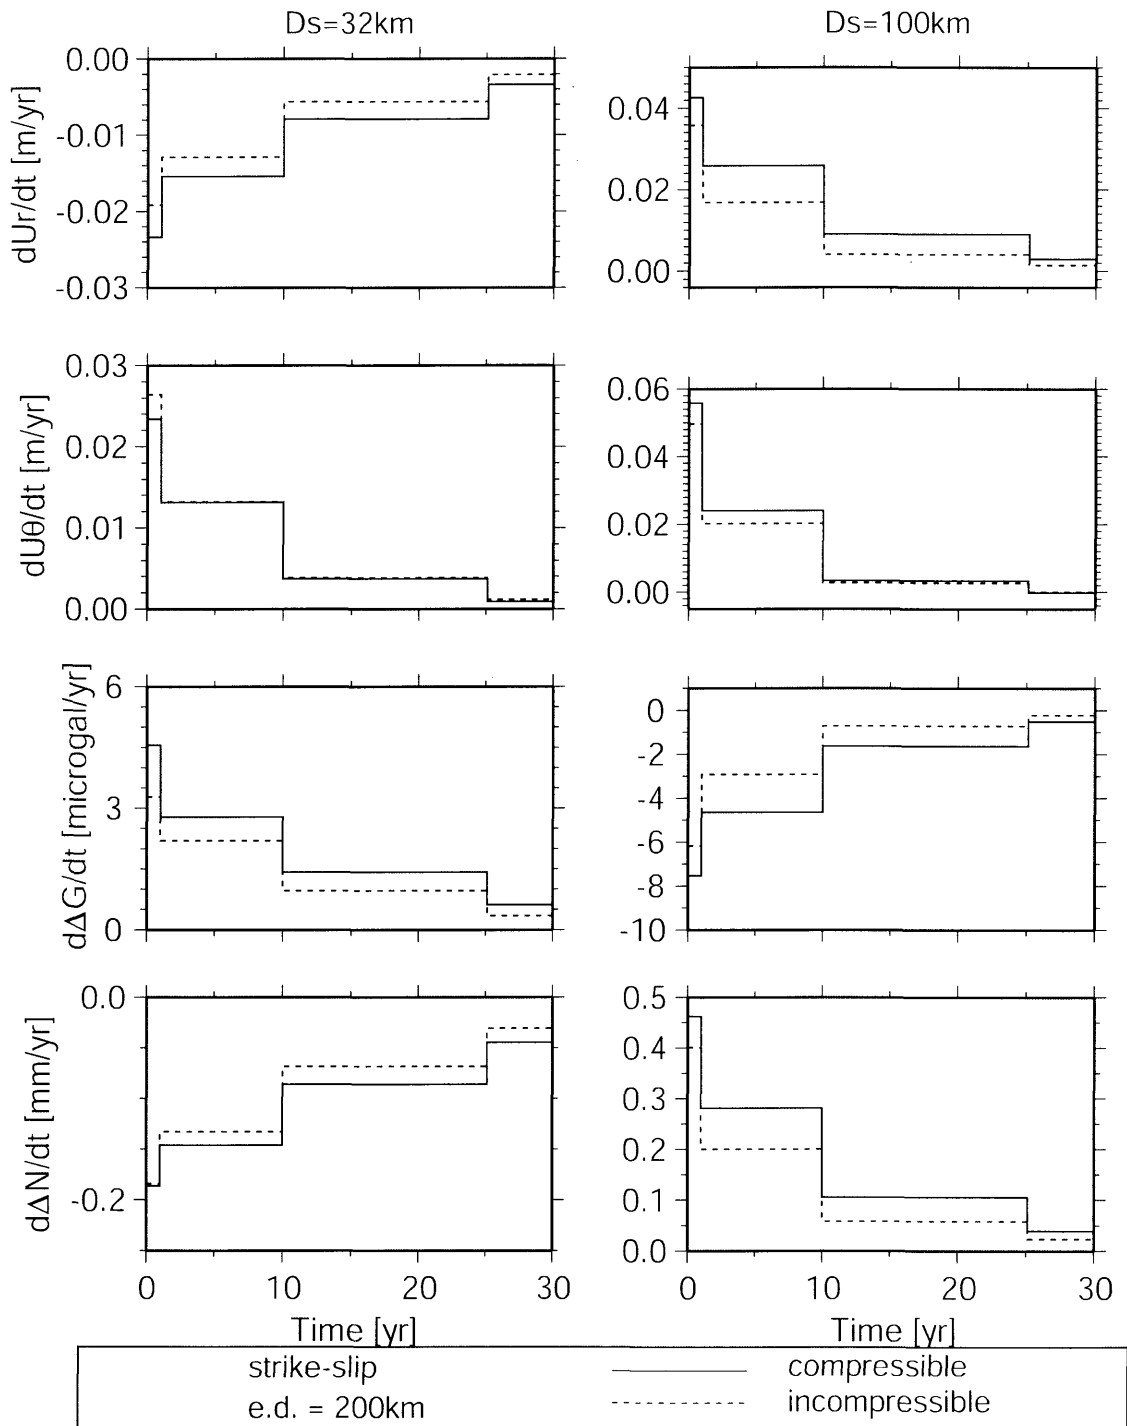 Ds=32km
Ds=100km
dUr/dt [m/yr]
0.00
-0.01
-0.02
-0.03
0.04
0.02
0.00
dUθ/dt [m/yr]
0.03
0.02
0.01
0.00
0.06
0.04
0.02
0.00
dΔG/dt [microgal/yr]
6
3
0
0
-2
-4
-6
-8
-10
dΔN/dt [mm/yr]
0.0
-0.2
0.5
0.4
0.3
0.2
0.1
0.0
0 10 20 30
0 10 20 30
Time [yr]
Time [yr]
strike-slip
compressible
e.d. = 200km
incompressible